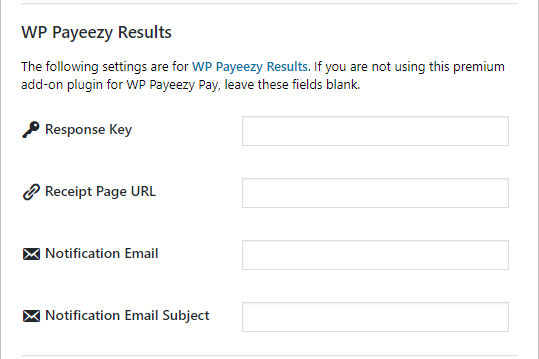 WP Payeezy Results
The following settings are for WP Payeezy Results. If you are not using this premium
add-on plugin for WP Payeezy Pay, leave these fields blank.
Response Key
Receipt Page URL
Notification Email
Notification Email Subject